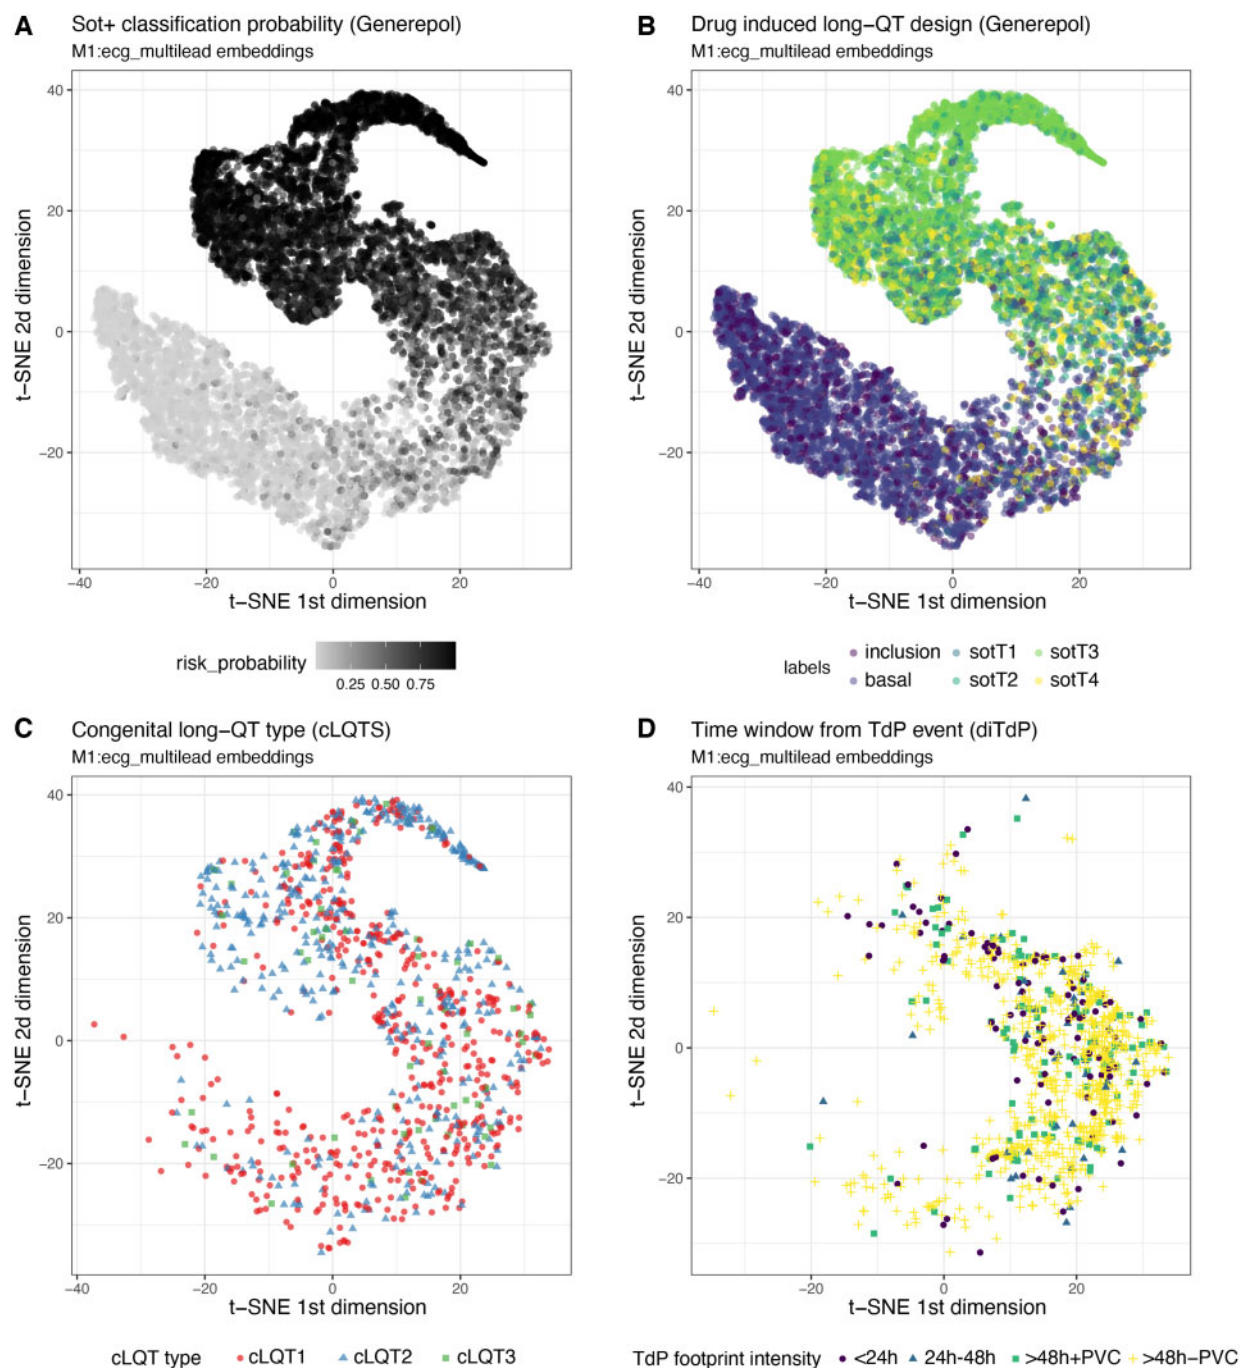 A Sot+ classification probability (Generepol)
M1:ecg_multilead embeddings
40
20
0
−20
t−SNE 2d dimension
−40 −20 0 20
t−SNE 1st dimension
risk_probability
0.25 0.50 0.75
B Drug induced long−QT design (Generepol)
M1:ecg_multilead embeddings
40
20
0
−20
t−SNE 2d dimension
−40 −20 0 20
t−SNE 1st dimension
labels
inclusion sotT1 sotT3
basal sotT2 sotT4
C Congenital long−QT type (cLQTS)
M1:ecg_multilead embeddings
40
20
0
−20
t−SNE 2d dimension
−40 −20 0 20
t−SNE 1st dimension
cLQT type cLQT1 cLQT2 cLQT3
D Time window from TdP event (diTdP)
M1:ecg_multilead embeddings
40
20
0
−20
t−SNE 2d dimension
−20 0 20
t−SNE 1st dimension
TdP footprint intensity <24h 24h-48h >48h+PVC >48h−PVC